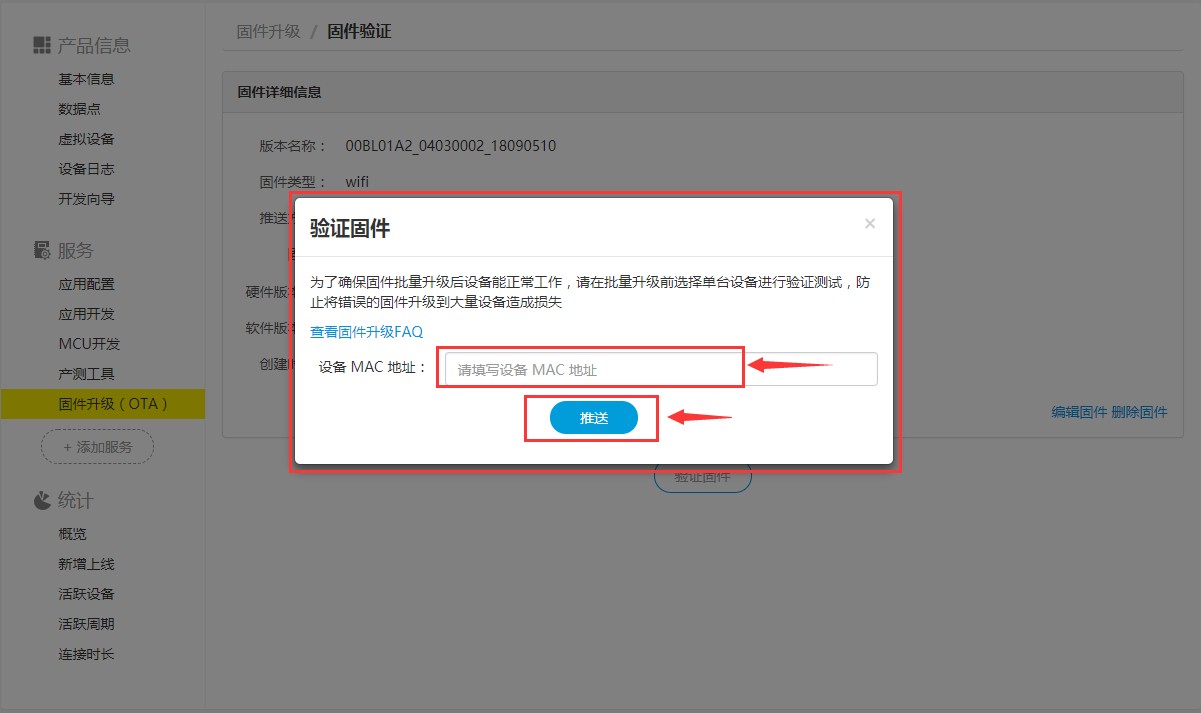 产品信息
基本信息
数据点
虚拟设备
设备日志
开发向导
服务
应用配置
应用开发
MCU开发
产测工具
固件升级（OTA）
+ 添加服务
统计
概览
新增上线
活跃设备
活跃周期
连接时长
固件升级 / 固件验证
固件详细信息
版本名称： 00BL01A2_04030002_18090510
固件类型： wifi
推送
硬件版
软件版
创建
验证固件 ×
为了确保固件批量升级后设备能正常工作，请在批量升级前选择单台设备进行验证测试，防
止将错误的固件升级到大量设备造成损失
查看固件升级FAQ
设备 MAC 地址： 请填写设备 MAC 地址
推送
编辑固件 删除固件
验证固件